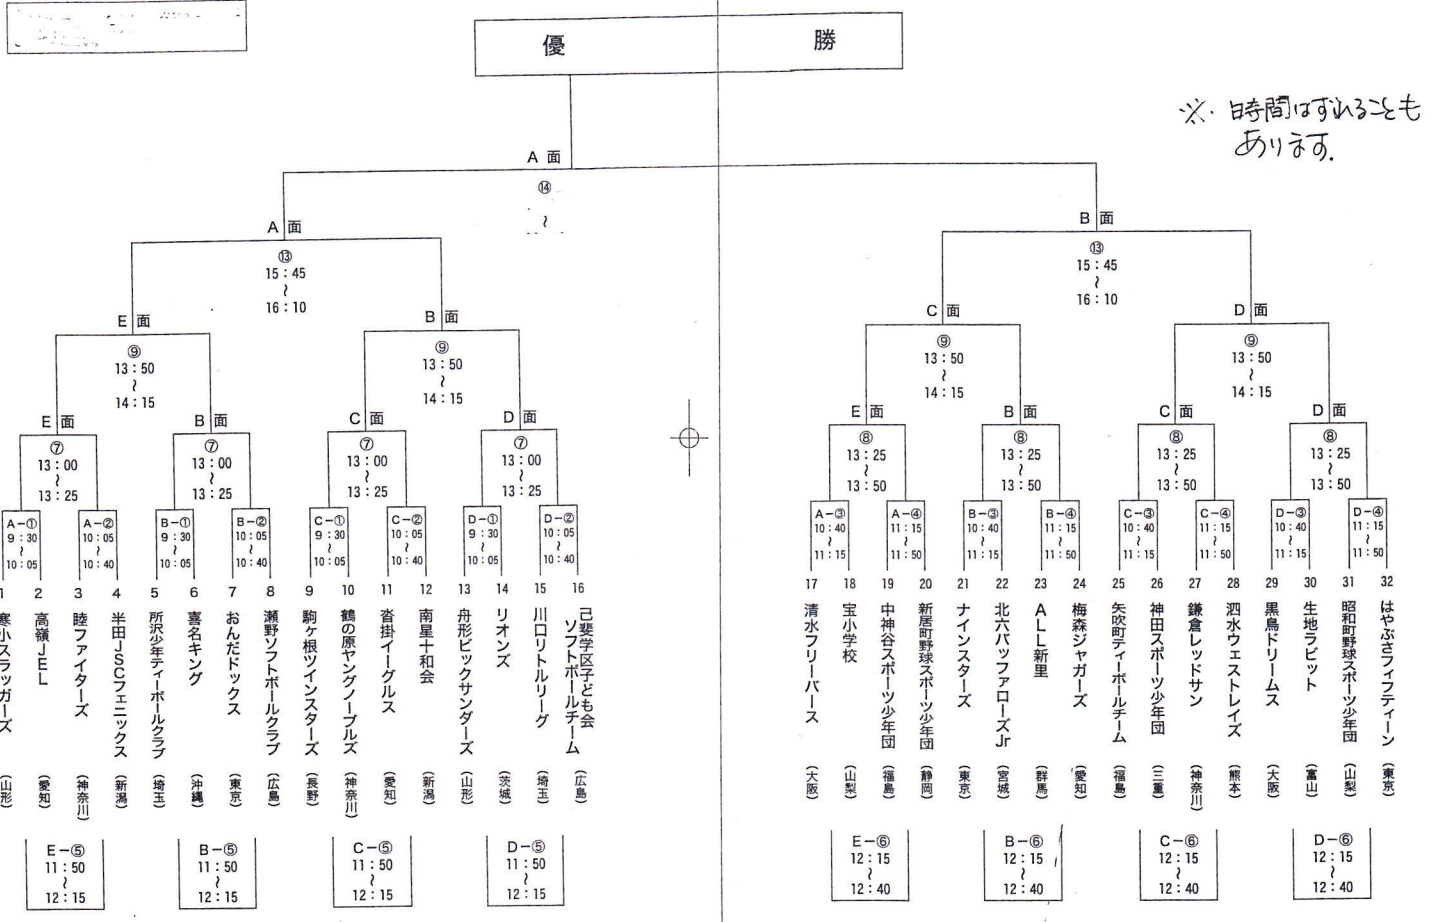 優勝
※ 時間はずれることも
あります。
A 面
⑭
～
A 面
⑬
15：45
～
16：10
B 面
⑬
15：45
～
16：10
E 面
⑨
13：50
～
14：15
B 面
⑨
13：50
～
14：15
C 面
⑨
13：50
～
14：15
D 面
⑨
13：50
～
14：15
E 面
⑦
13：00
～
13：25
B 面
⑦
13：00
～
13：25
C 面
⑦
13：00
～
13：25
D 面
⑦
13：00
～
13：25
E 面
⑧
13：25
～
13：50
B 面
⑧
13：25
～
13：50
C 面
⑧
13：25
～
13：50
D 面
⑧
13：25
～
13：50
A－①
9：30
～
10：05
A－②
10：05
～
10：40
B－①
9：30
～
10：05
B－②
10：05
～
10：40
C－①
9：30
～
10：05
C－②
10：05
～
10：40
D－①
9：30
～
10：05
D－②
10：05
～
10：40
A－③
10：40
～
11：15
A－④
11：15
～
11：50
B－③
10：40
～
11：15
B－④
11：15
～
11：50
C－③
10：40
～
11：15
C－④
11：15
～
11：50
D－③
10：40
～
11：15
D－④
11：15
～
11：50
1 寒小スラッガーズ （山形）
2 高嶺JEL （愛知）
3 睦ファイターズ （神奈川）
4 半田JSCフェニックス （新潟）
5 所沢少年ティーボールクラブ （埼玉）
6 喜名キング （沖縄）
7 おんだドックス （東京）
8 瀬野ソフトボールクラブ （広島）
9 駒ヶ根ツインスターズ （長野）
10 鶴の原ヤングノーブルズ （神奈川）
11 沓掛イーグルス （愛知）
12 南星十和会 （新潟）
13 舟形ビックサンダーズ （山形）
14 リオンズ （茨城）
15 川口リトルリーグ （埼玉）
16 己斐学区子ども会
ソフトボールチーム （広島）
17 清水フリーバース （大阪）
18 宝小学校 （山梨）
19 中神谷スポーツ少年団 （福島）
20 新居町野球スポーツ少年団 （静岡）
21 ナインスターズ （東京）
22 北六バッファローズJr （宮城）
23 ALL新里 （群馬）
24 梅森ジャガーズ （愛知）
25 矢吹町ティーボールチーム （福島）
26 神田スポーツ少年団 （三重）
27 鎌倉レッドサン （神奈川）
28 泗水ウェストレイズ （熊本）
29 黒鳥ドリームス （大阪）
30 生地ラビット （富山）
31 昭和町野球スポーツ少年団 （山梨）
32 はやぶさフィフティーン （東京）
E－⑤
11：50
～
12：15
B－⑤
11：50
～
12：15
C－⑤
11：50
～
12：15
D－⑤
11：50
～
12：15
E－⑥
12：15
～
12：40
B－⑥
12：15
～
12：40
C－⑥
12：15
～
12：40
D－⑥
12：15
～
12：40